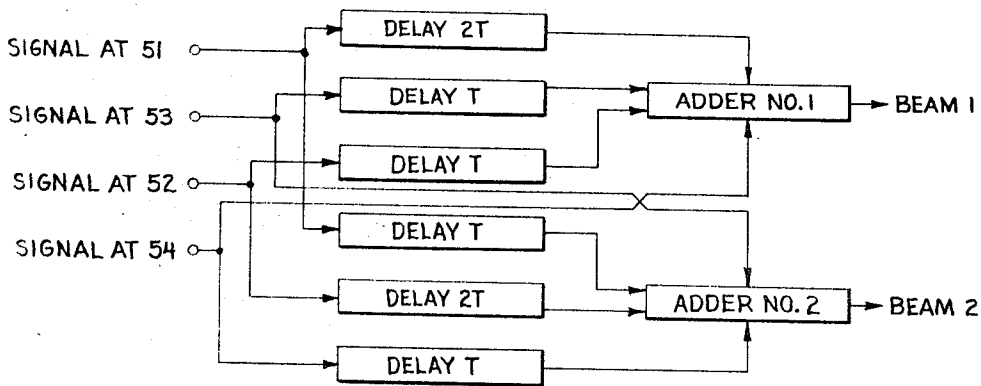 DELAY 2T
SIGNAL AT 51
DELAY T
ADDER NO.1
BEAM 1
SIGNAL AT 53
DELAY T
SIGNAL AT 52
DELAY T
SIGNAL AT 54
DELAY 2T
ADDER NO. 2
BEAM 2
DELAY T